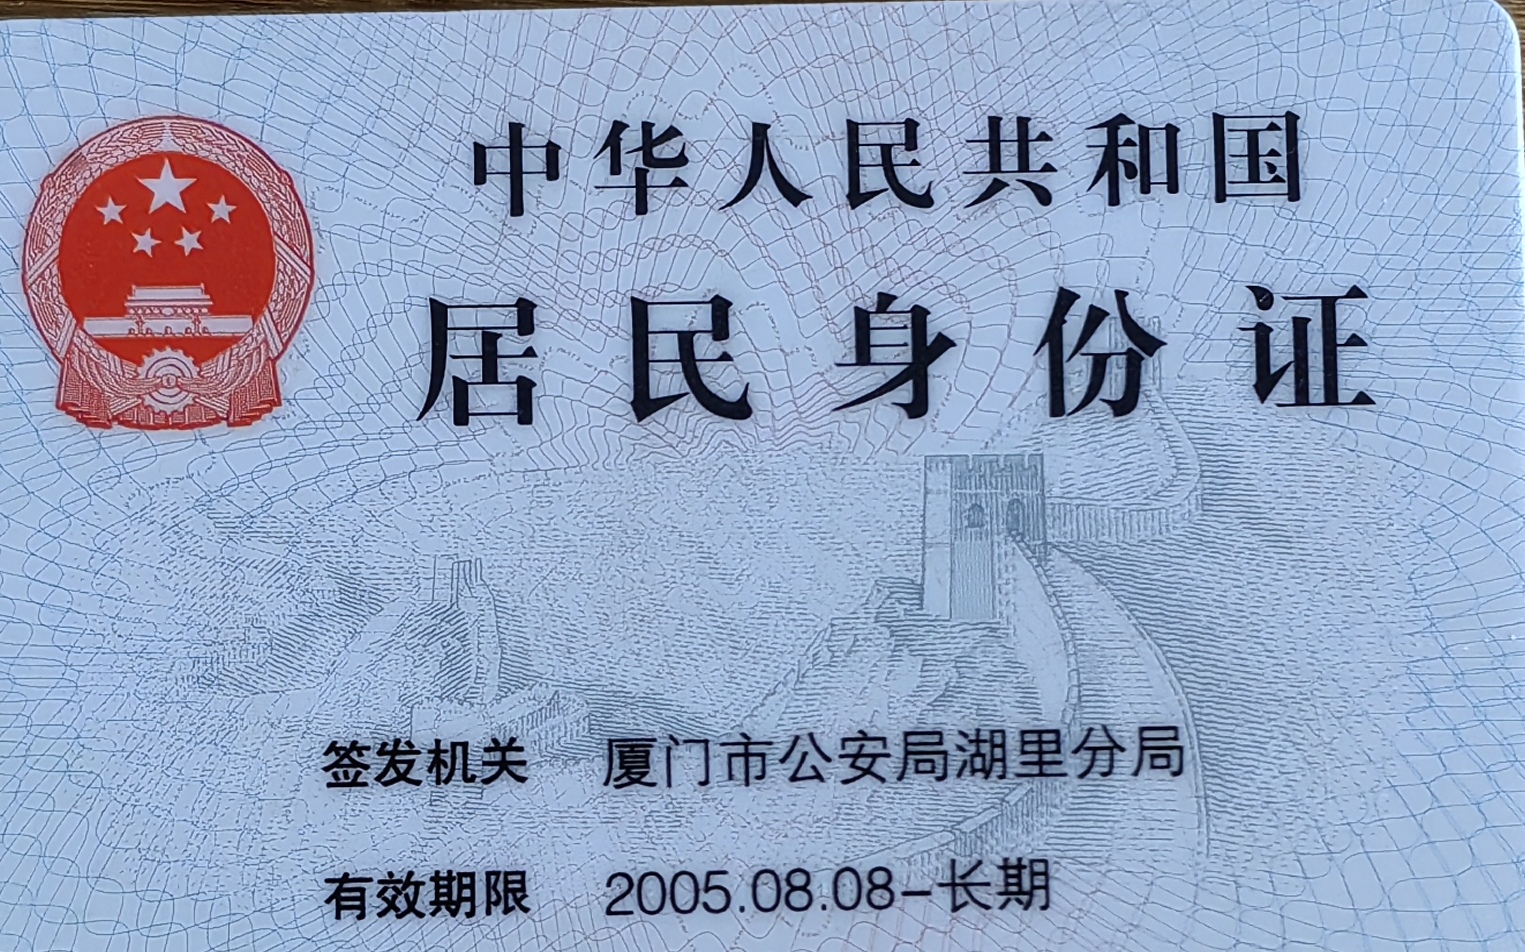 中华人民共和国
居民身份证
签发机关 厦门市公安局湖里分局
有效期限 2005.08.08-长期